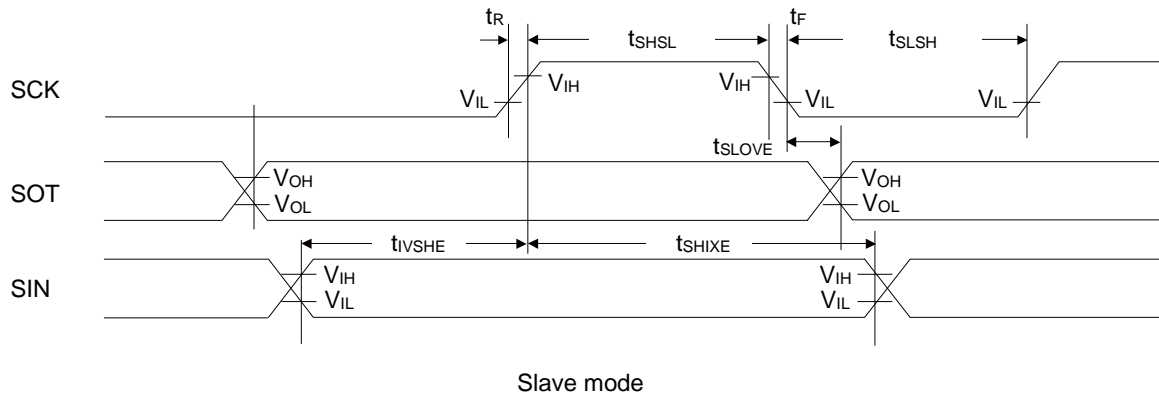 tR tF
tSHSL tSLSH
SCK VIL VIH VIH VIL VIL
tSLOVE
SOT VOH VOL VOH VOL
tIVSHE tSHIXE
SIN VIH VIL VIH VIL
Slave mode